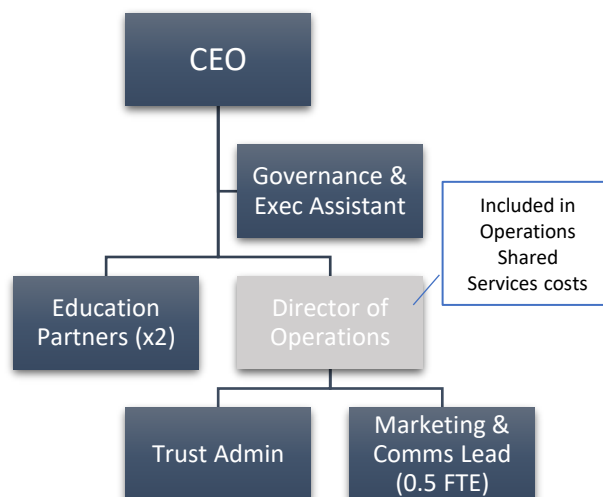 CEO
Governance &
Exec Assistant
Included in
Operations
Shared
Services costs
Education
Partners (x2)
Director of
Operations
Trust Admin
Marketing &
Comms Lead
(0.5 FTE)